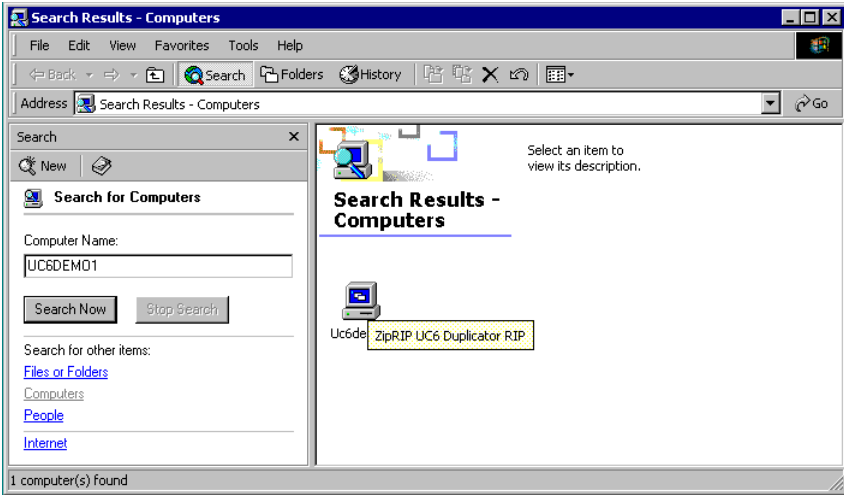 Search Results - Computers
File Edit View Favorites Tools Help
Back Search Folders History
Address Search Results - Computers Go
Search
New
Search for Computers
Computer Name:
UC6DEMO1
Search Now Stop Search
Search for other items:
Files or Folders
Computers
People
Internet
Search Results -
Computers
Select an item to
view its description.
Uc6de
ZipRIP UC6 Duplicator RIP
1 computer(s) found